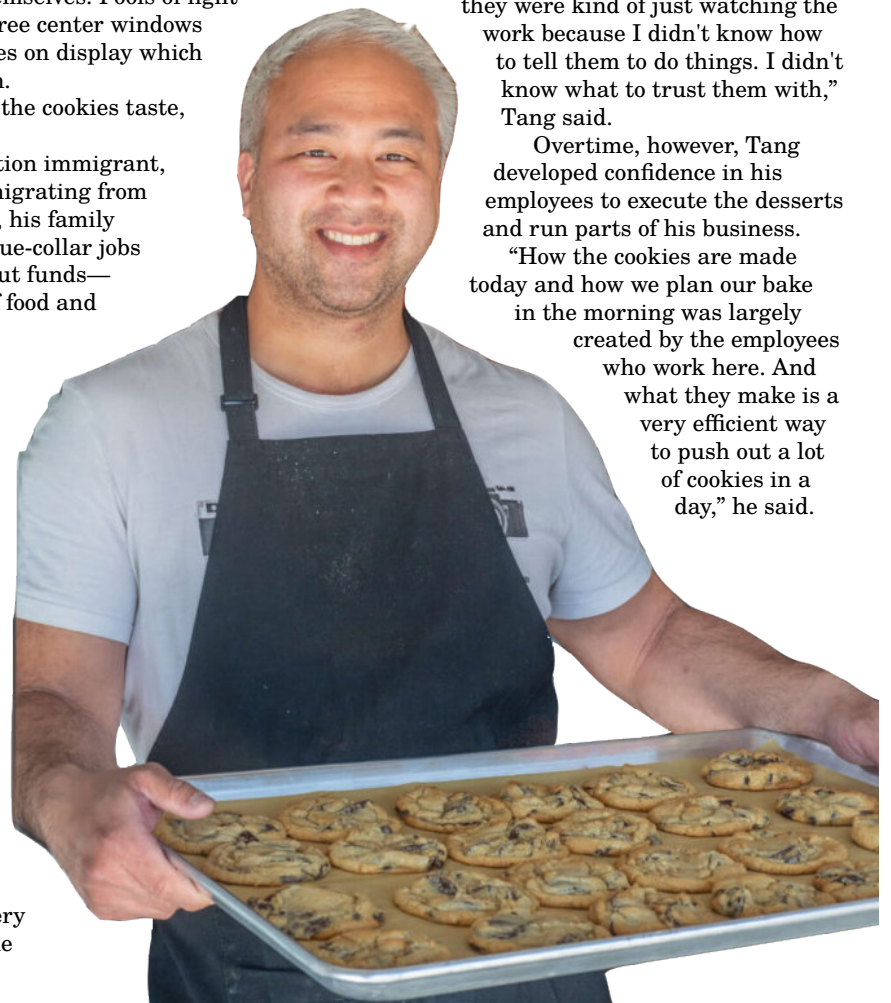 ree center windows
es on display which
the cookies taste,
tion immigrant,
nigrating from
, his family
ue-collar jobs
ut funds—
food and
ery
they were kind of just watching the
work because I didn't know how
to tell them to do things. I didn't
know what to trust them with,”
Tang said.
Overtime, however, Tang
developed confidence in his
employees to execute the desserts
and run parts of his business.
“How the cookies are made
today and how we plan our bake
in the morning was largely
created by the employees
who work here. And
what they make is a
very efficient way
to push out a lot
of cookies in a
day,” he said.